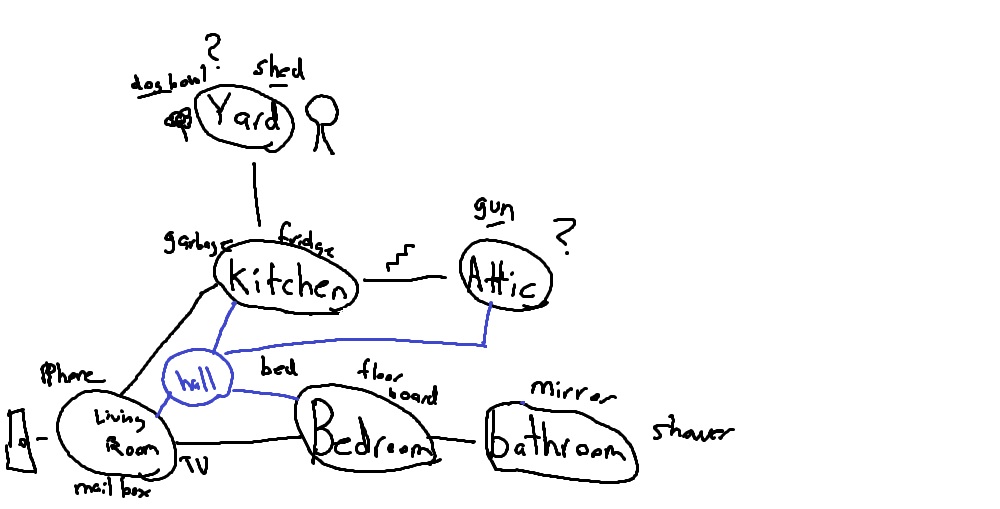 ?
shed
dog bowl
Yard
gun
?
garbage
fridge
Kitchen
Attic
hall
bed
floor
board
phone
mirror
Living
Room
Bedroom
bathroom
shower
TV
mail box